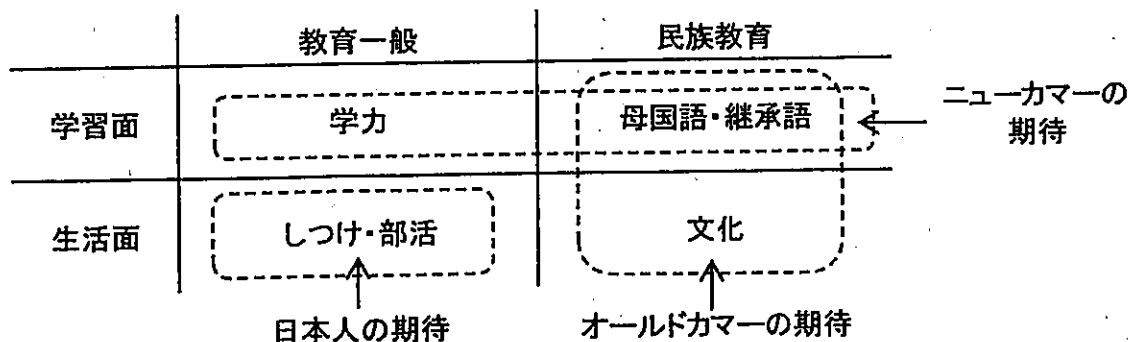 教育一般 民族教育
学習面 学力 母国語・継承語 ニューカマーの
期待
生活面 しつけ・部活 文化
日本人の期待 オールドカマーの期待